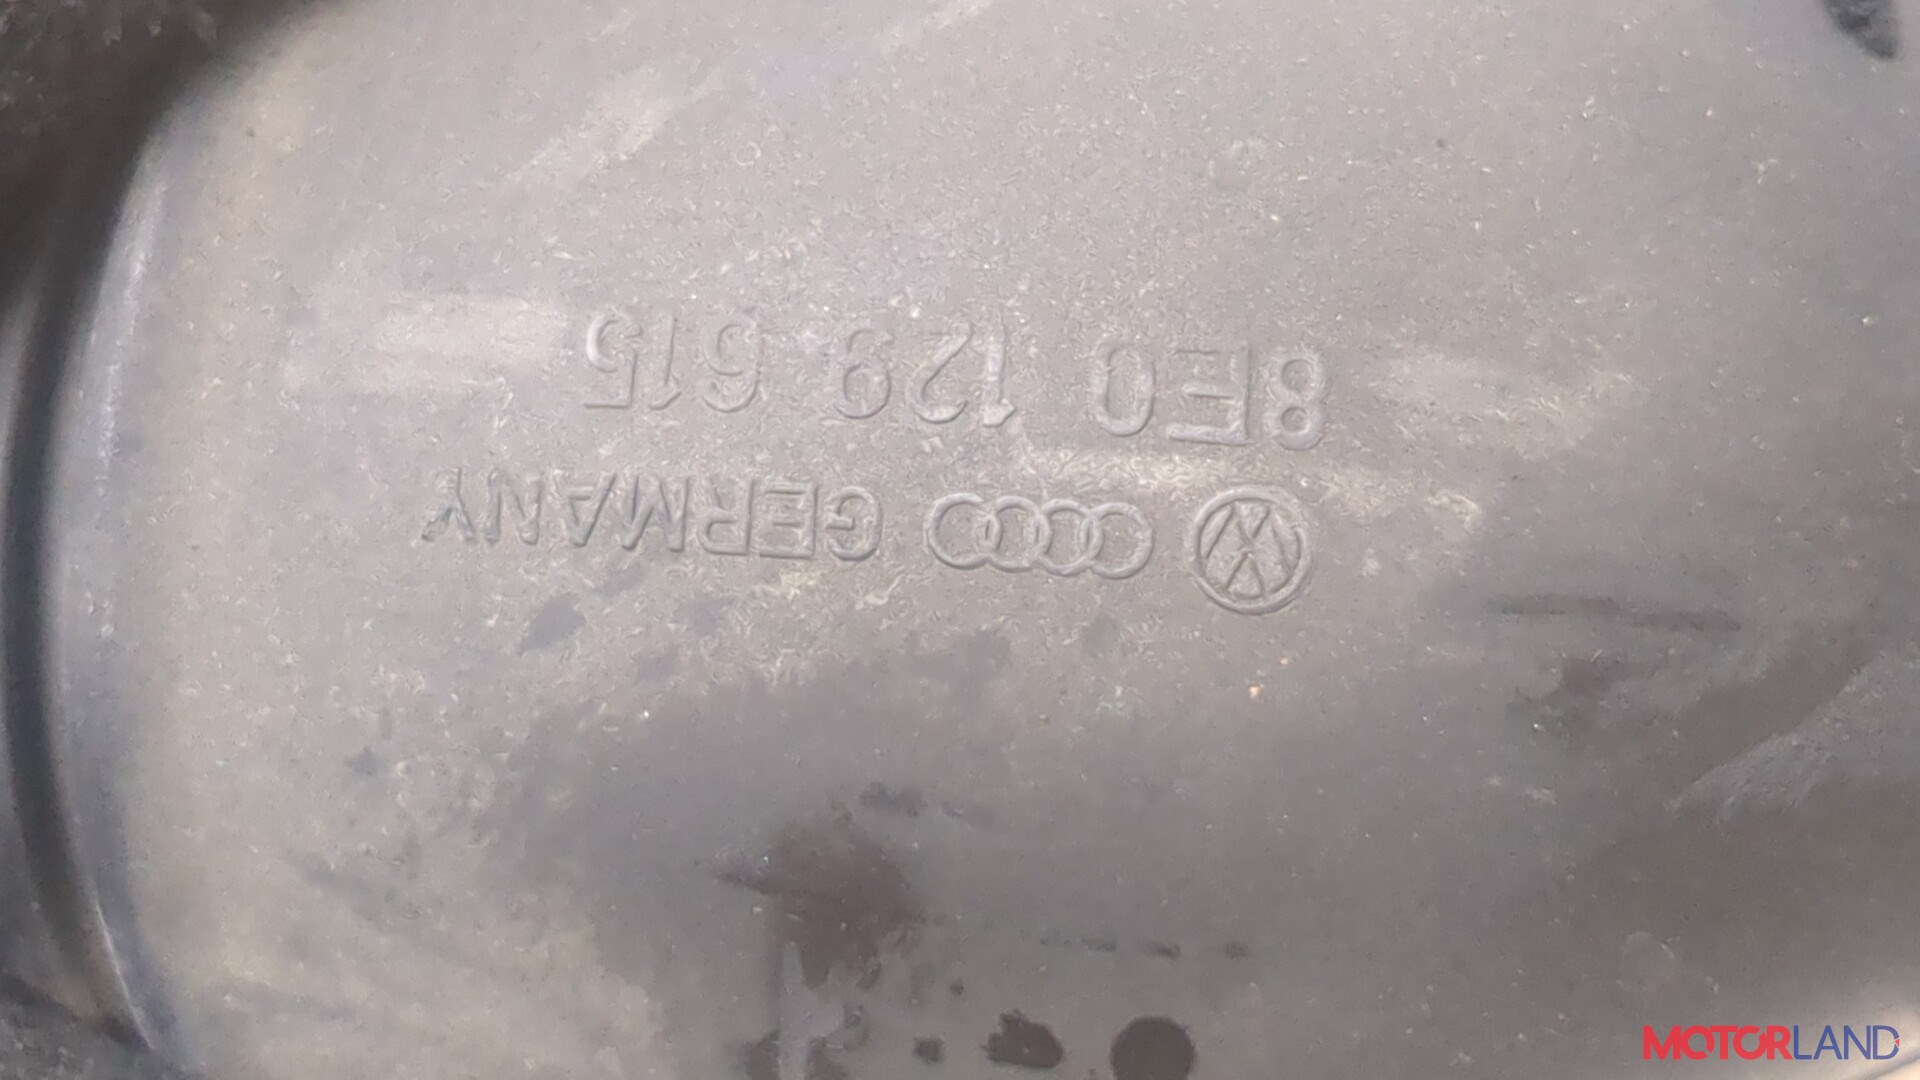 GERMANY
8E0 129 615
MOTORLAND